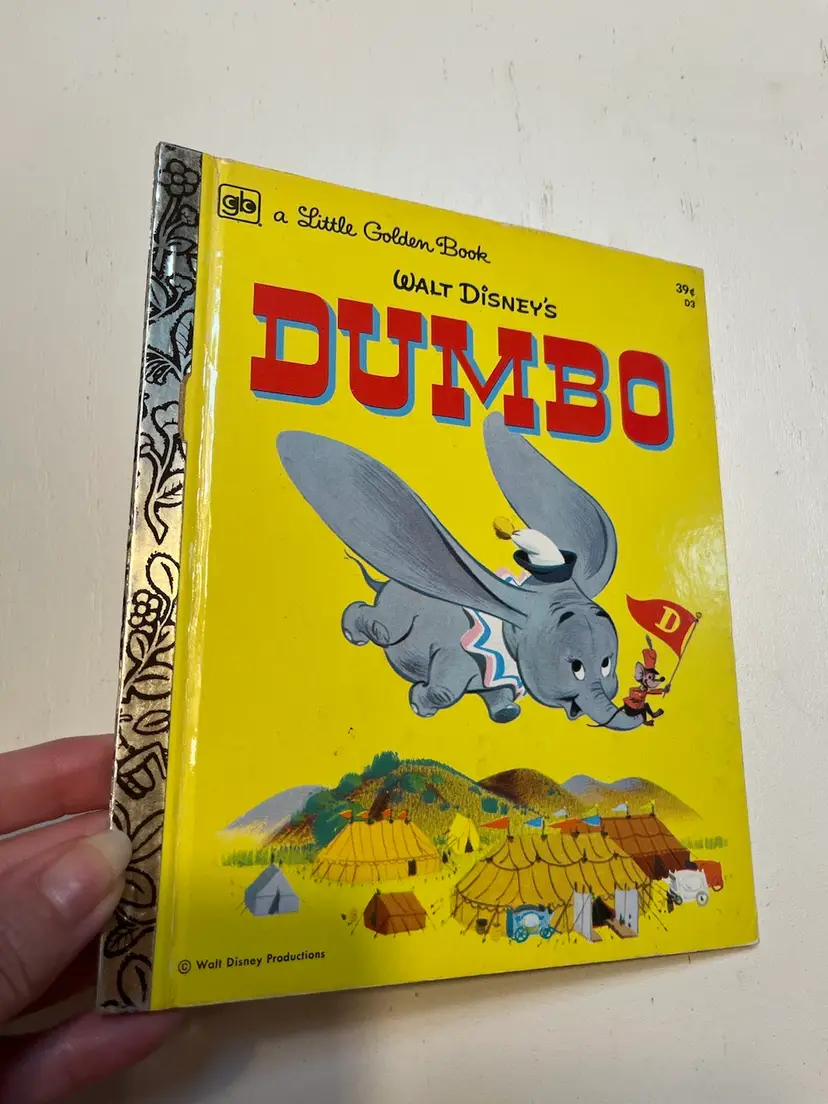 gb
a Little Golden Book
WALT DISNEY'S
39¢
D3
DUMBO
D
© Walt Disney Productions